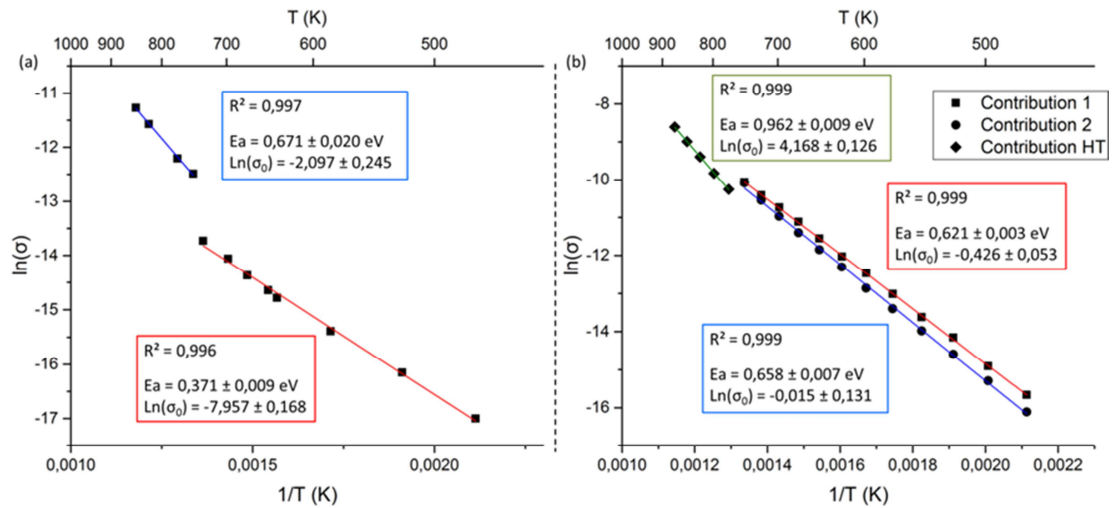 (a)
T (K)
1000 900 800 700 600 500
ln(σ)
-11
-12
-13
-14
-15
-16
-17
R² = 0,997
Ea = 0,671 ± 0,020 eV
Ln(σ₀) = -2,097 ± 0,245
R² = 0,996
Ea = 0,371 ± 0,009 eV
Ln(σ₀) = -7,957 ± 0,168
0,0010 0,0015 0,0020
1/T (K)
(b)
T (K)
1000 900 800 700 600 500
ln(σ)
-8
-10
-12
-14
-16
R² = 0,999
Ea = 0,962 ± 0,009 eV
Ln(σ₀) = 4,168 ± 0,126
Contribution 1
Contribution 2
Contribution HT
R² = 0,999
Ea = 0,621 ± 0,003 eV
Ln(σ₀) = -0,426 ± 0,053
R² = 0,999
Ea = 0,658 ± 0,007 eV
Ln(σ₀) = -0,015 ± 0,131
0,0010 0,0012 0,0014 0,0016 0,0018 0,0020 0,0022
1/T (K)